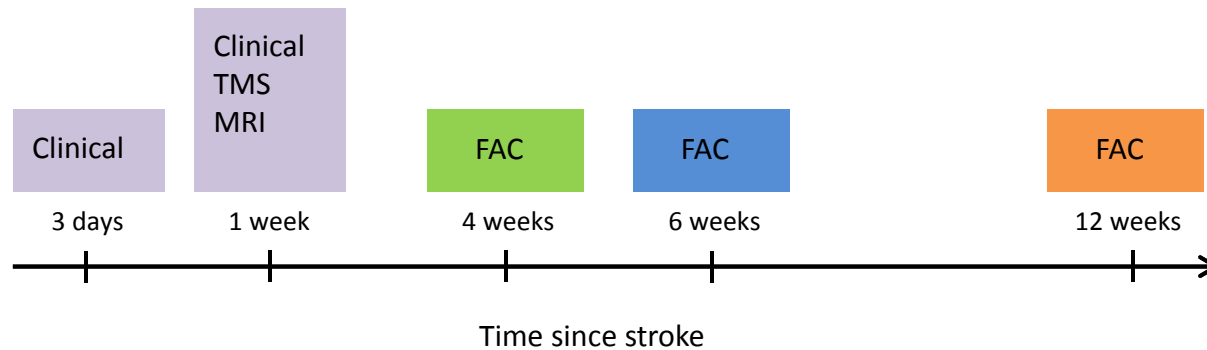 Clinical
TMS
MRI
Clinical
FAC
FAC
FAC
3 days
1 week
4 weeks
6 weeks
12 weeks
Time since stroke